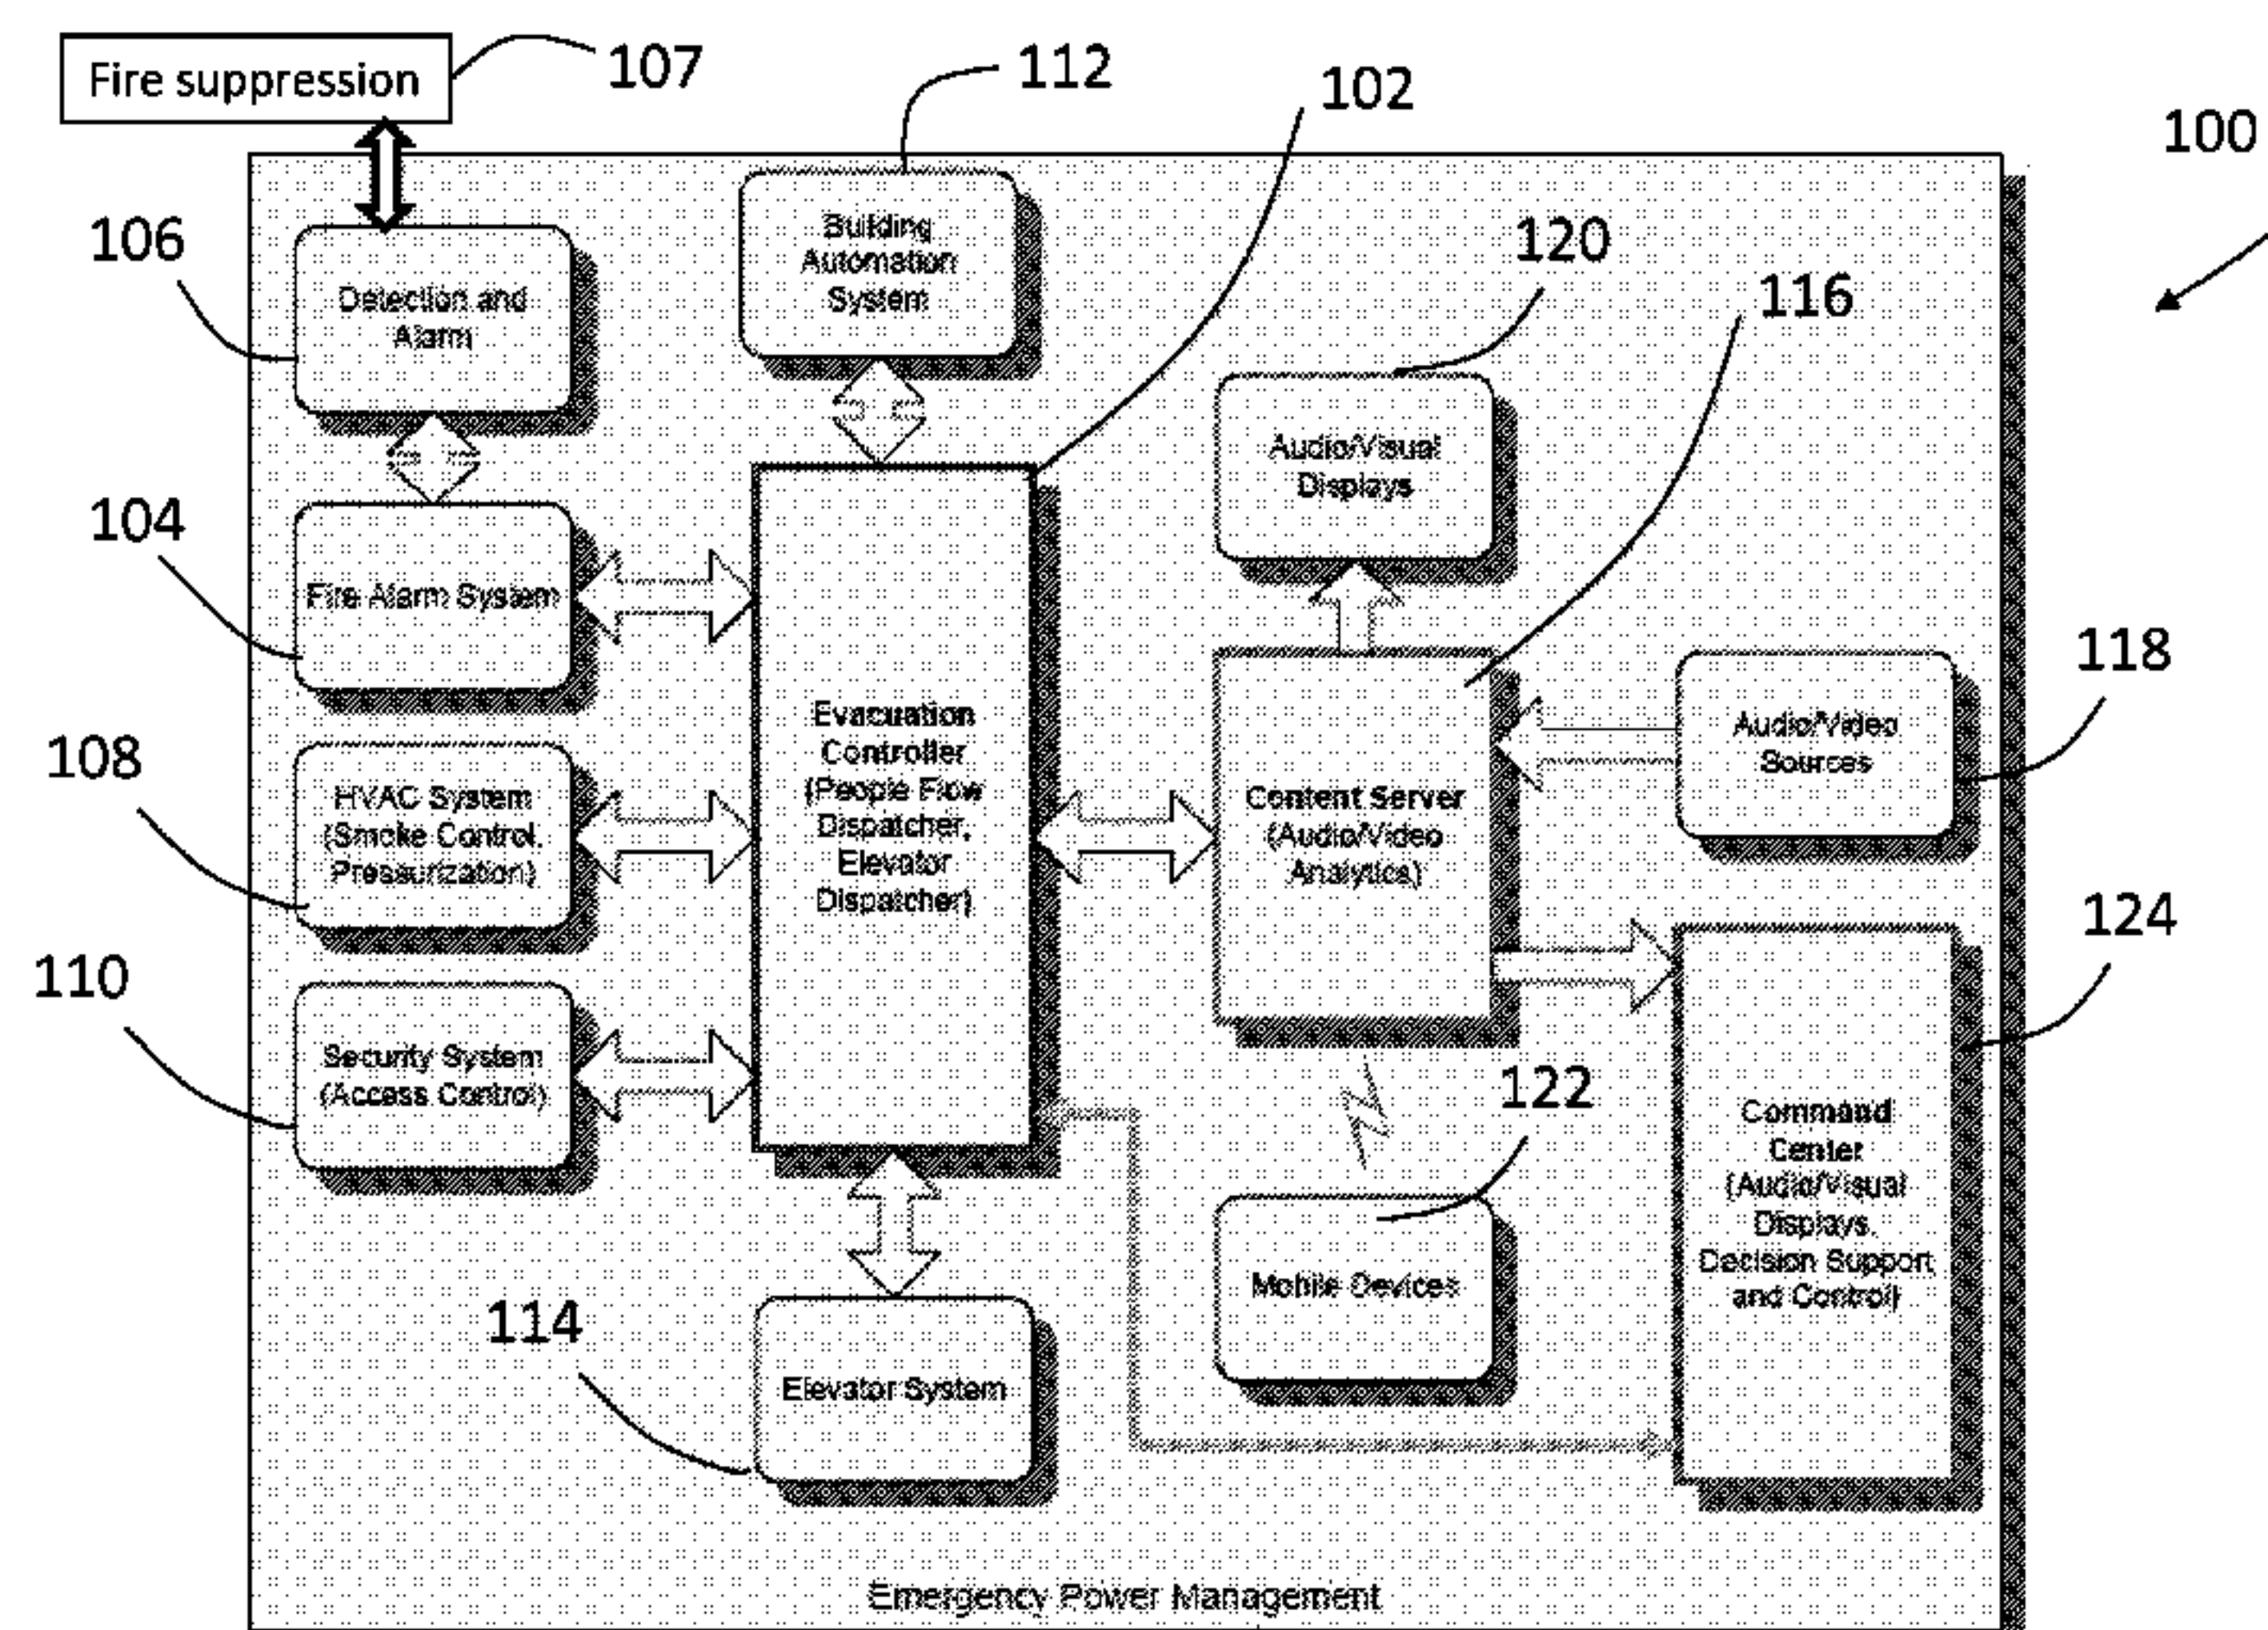 Fire suppression
107
112
102
100
106
Detection and
Alarm
Building
Automation
System
120
116
Audio/Visual
Displays
104
Fire Alarm System
118
Audio/Video
Sources
108
HVAC System
(Smoke Control,
Pressurization)
Evacuation
Controller
(People Flow
Dispatcher,
Elevator
Dispatcher)
Content Server
(Audio/Video
Analytics)
124
110
Security System
(Access Control)
122
Command
Center
(Audio/Visual
Displays,
Decision Support
and Control)
Mobile Devices
114
Elevator System
Emergency Power Management